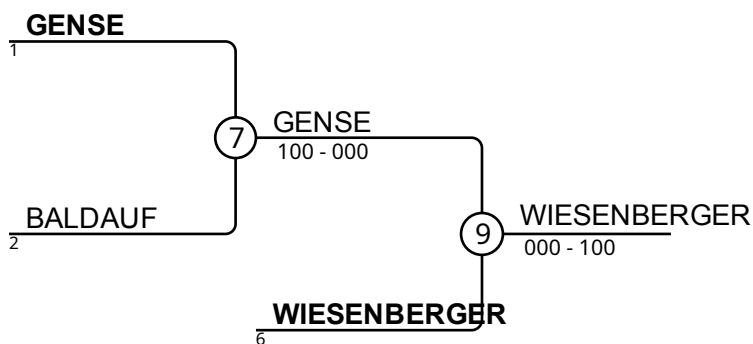 GENSE
1
7
GENSE
100 - 000
BALDAUF
2
9
WIESENBERGER
000 - 100
WIESENBERGER
6